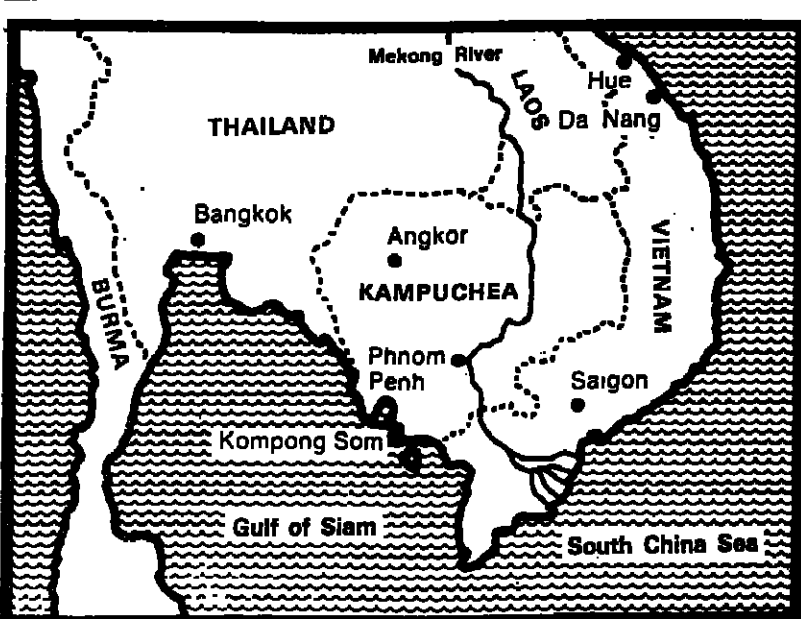 Mekong River
LAOS
Hue
Da Nang
THAILAND
Bangkok
Angkor
VIETNAM
KAMPUCHEA
BURMA
Phnom
Penh
Saigon
Kompong Som
Gulf of Siam
South China Sea